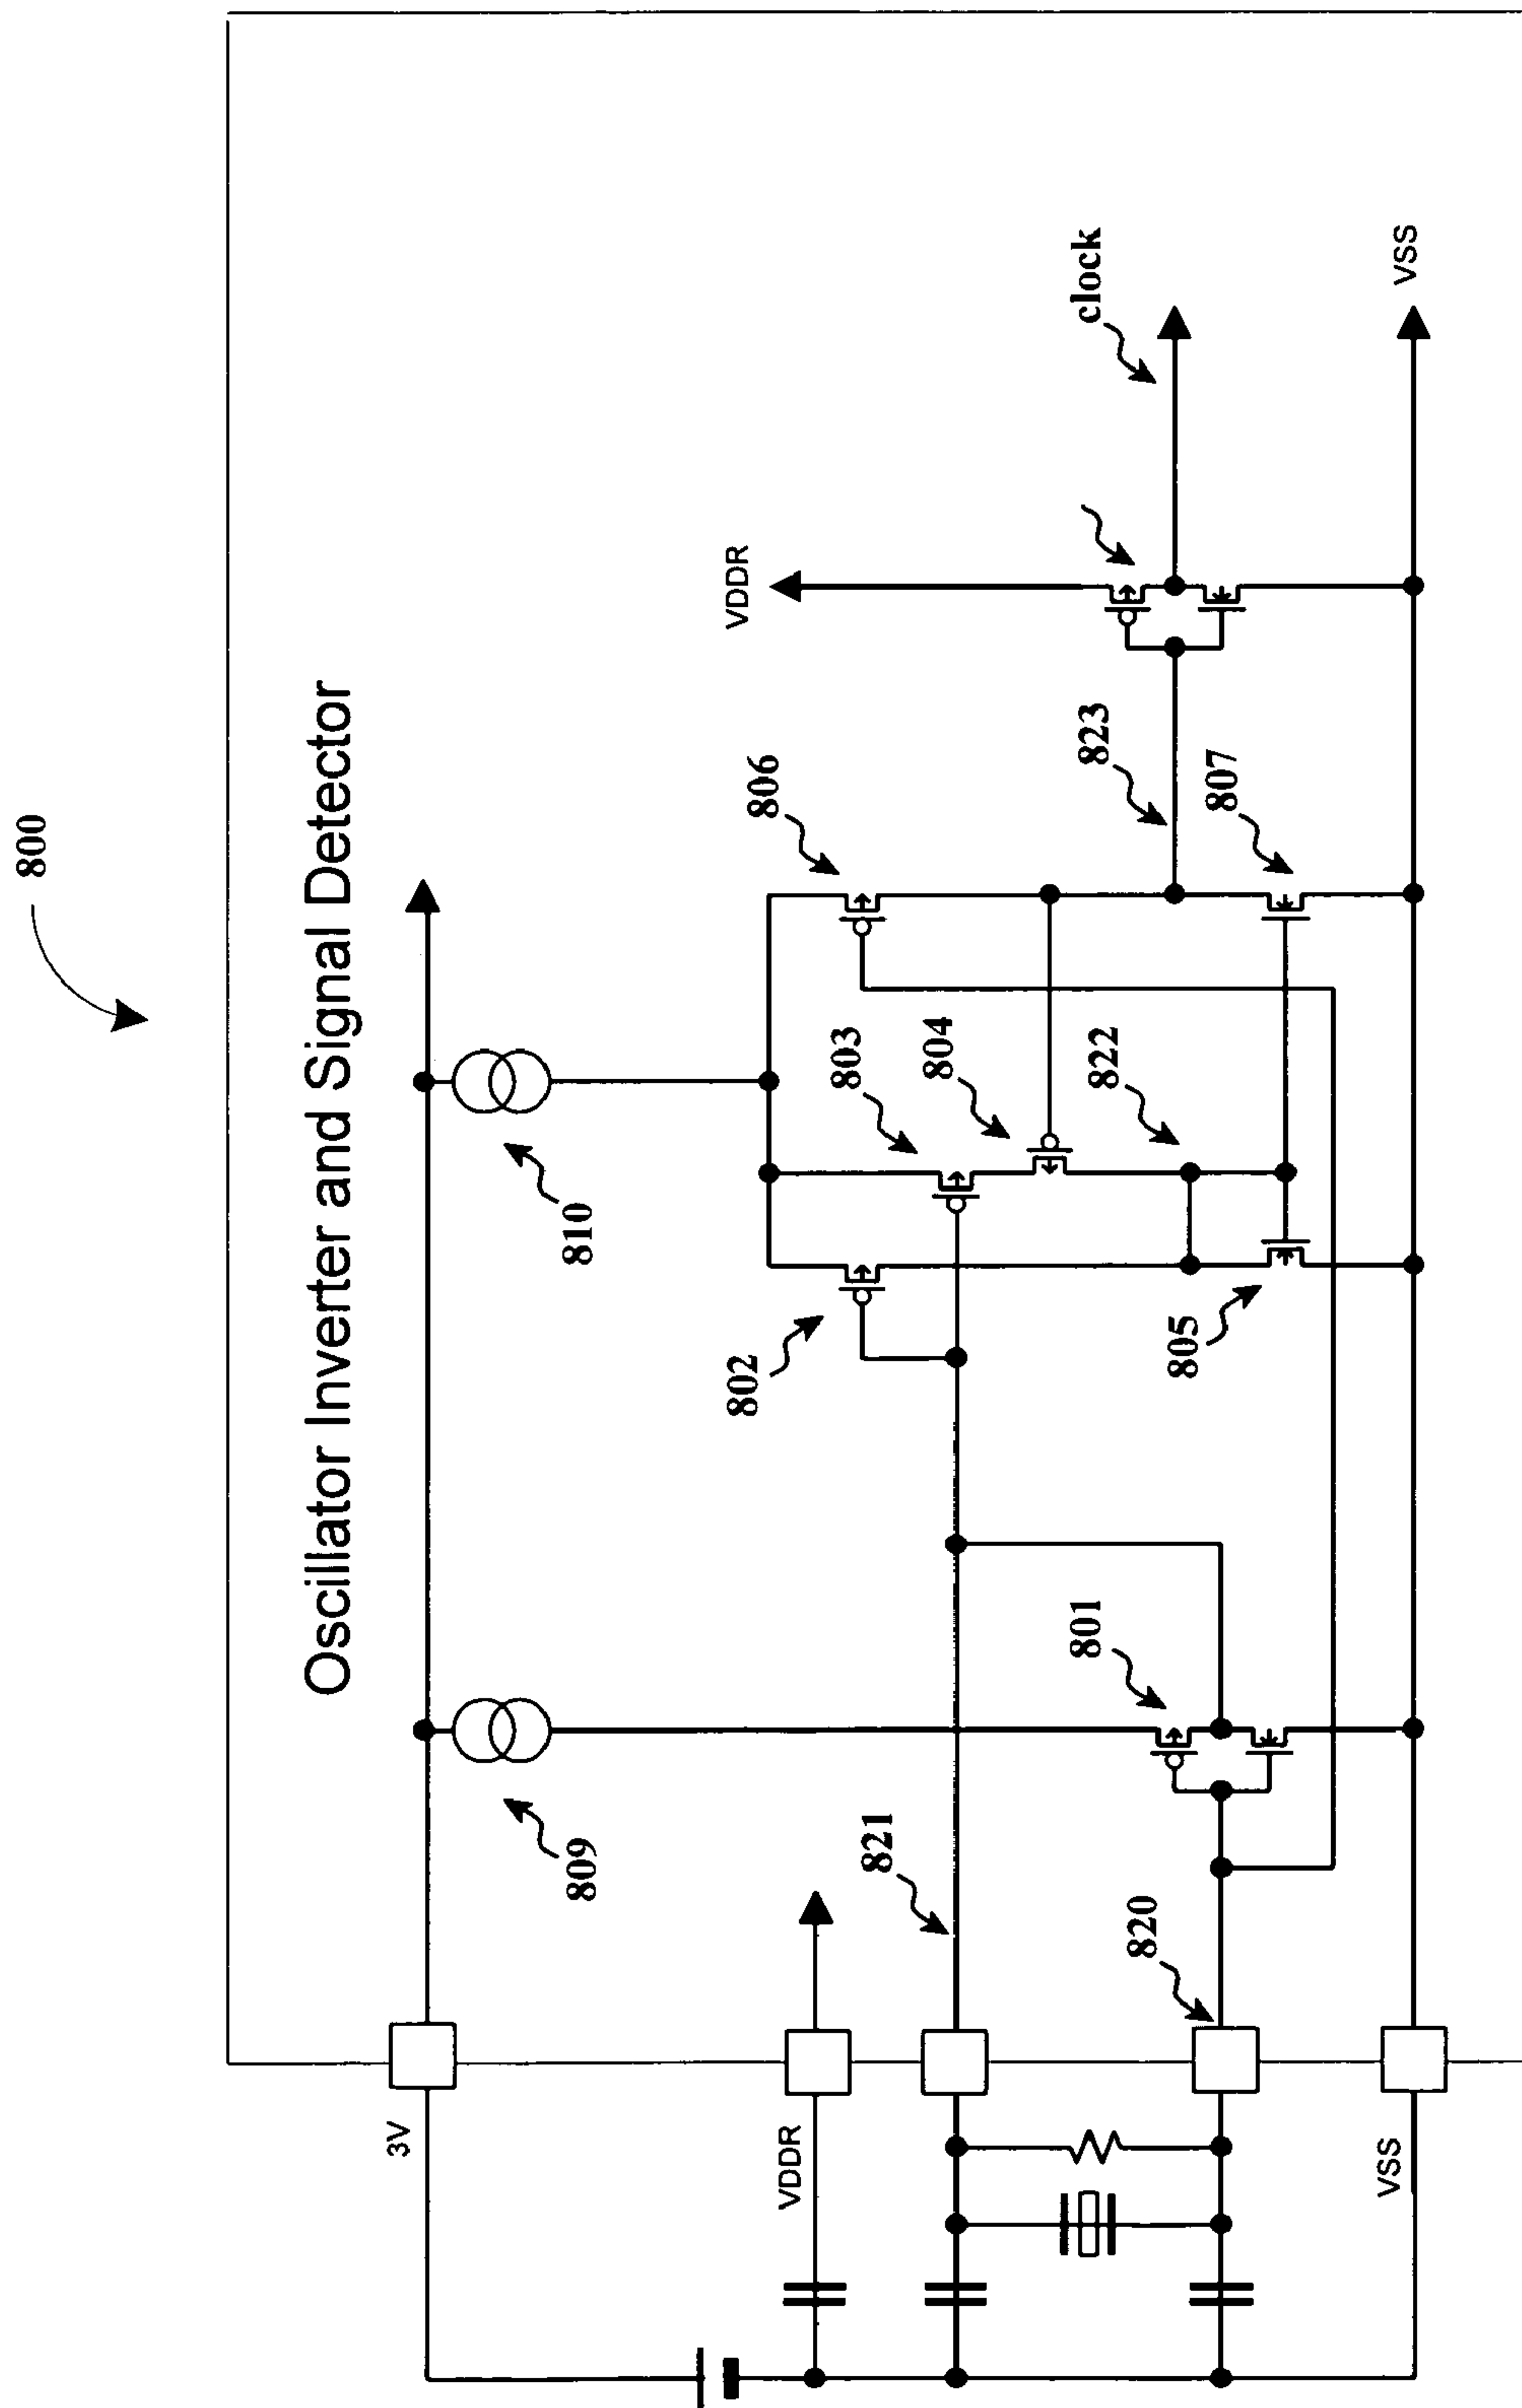 800
Oscillator Inverter and Signal Detector
3V
809
810
VDDR
VDDR
802
803
806
804
821
clock
823
801
822
820
805
807
VSS
VSS